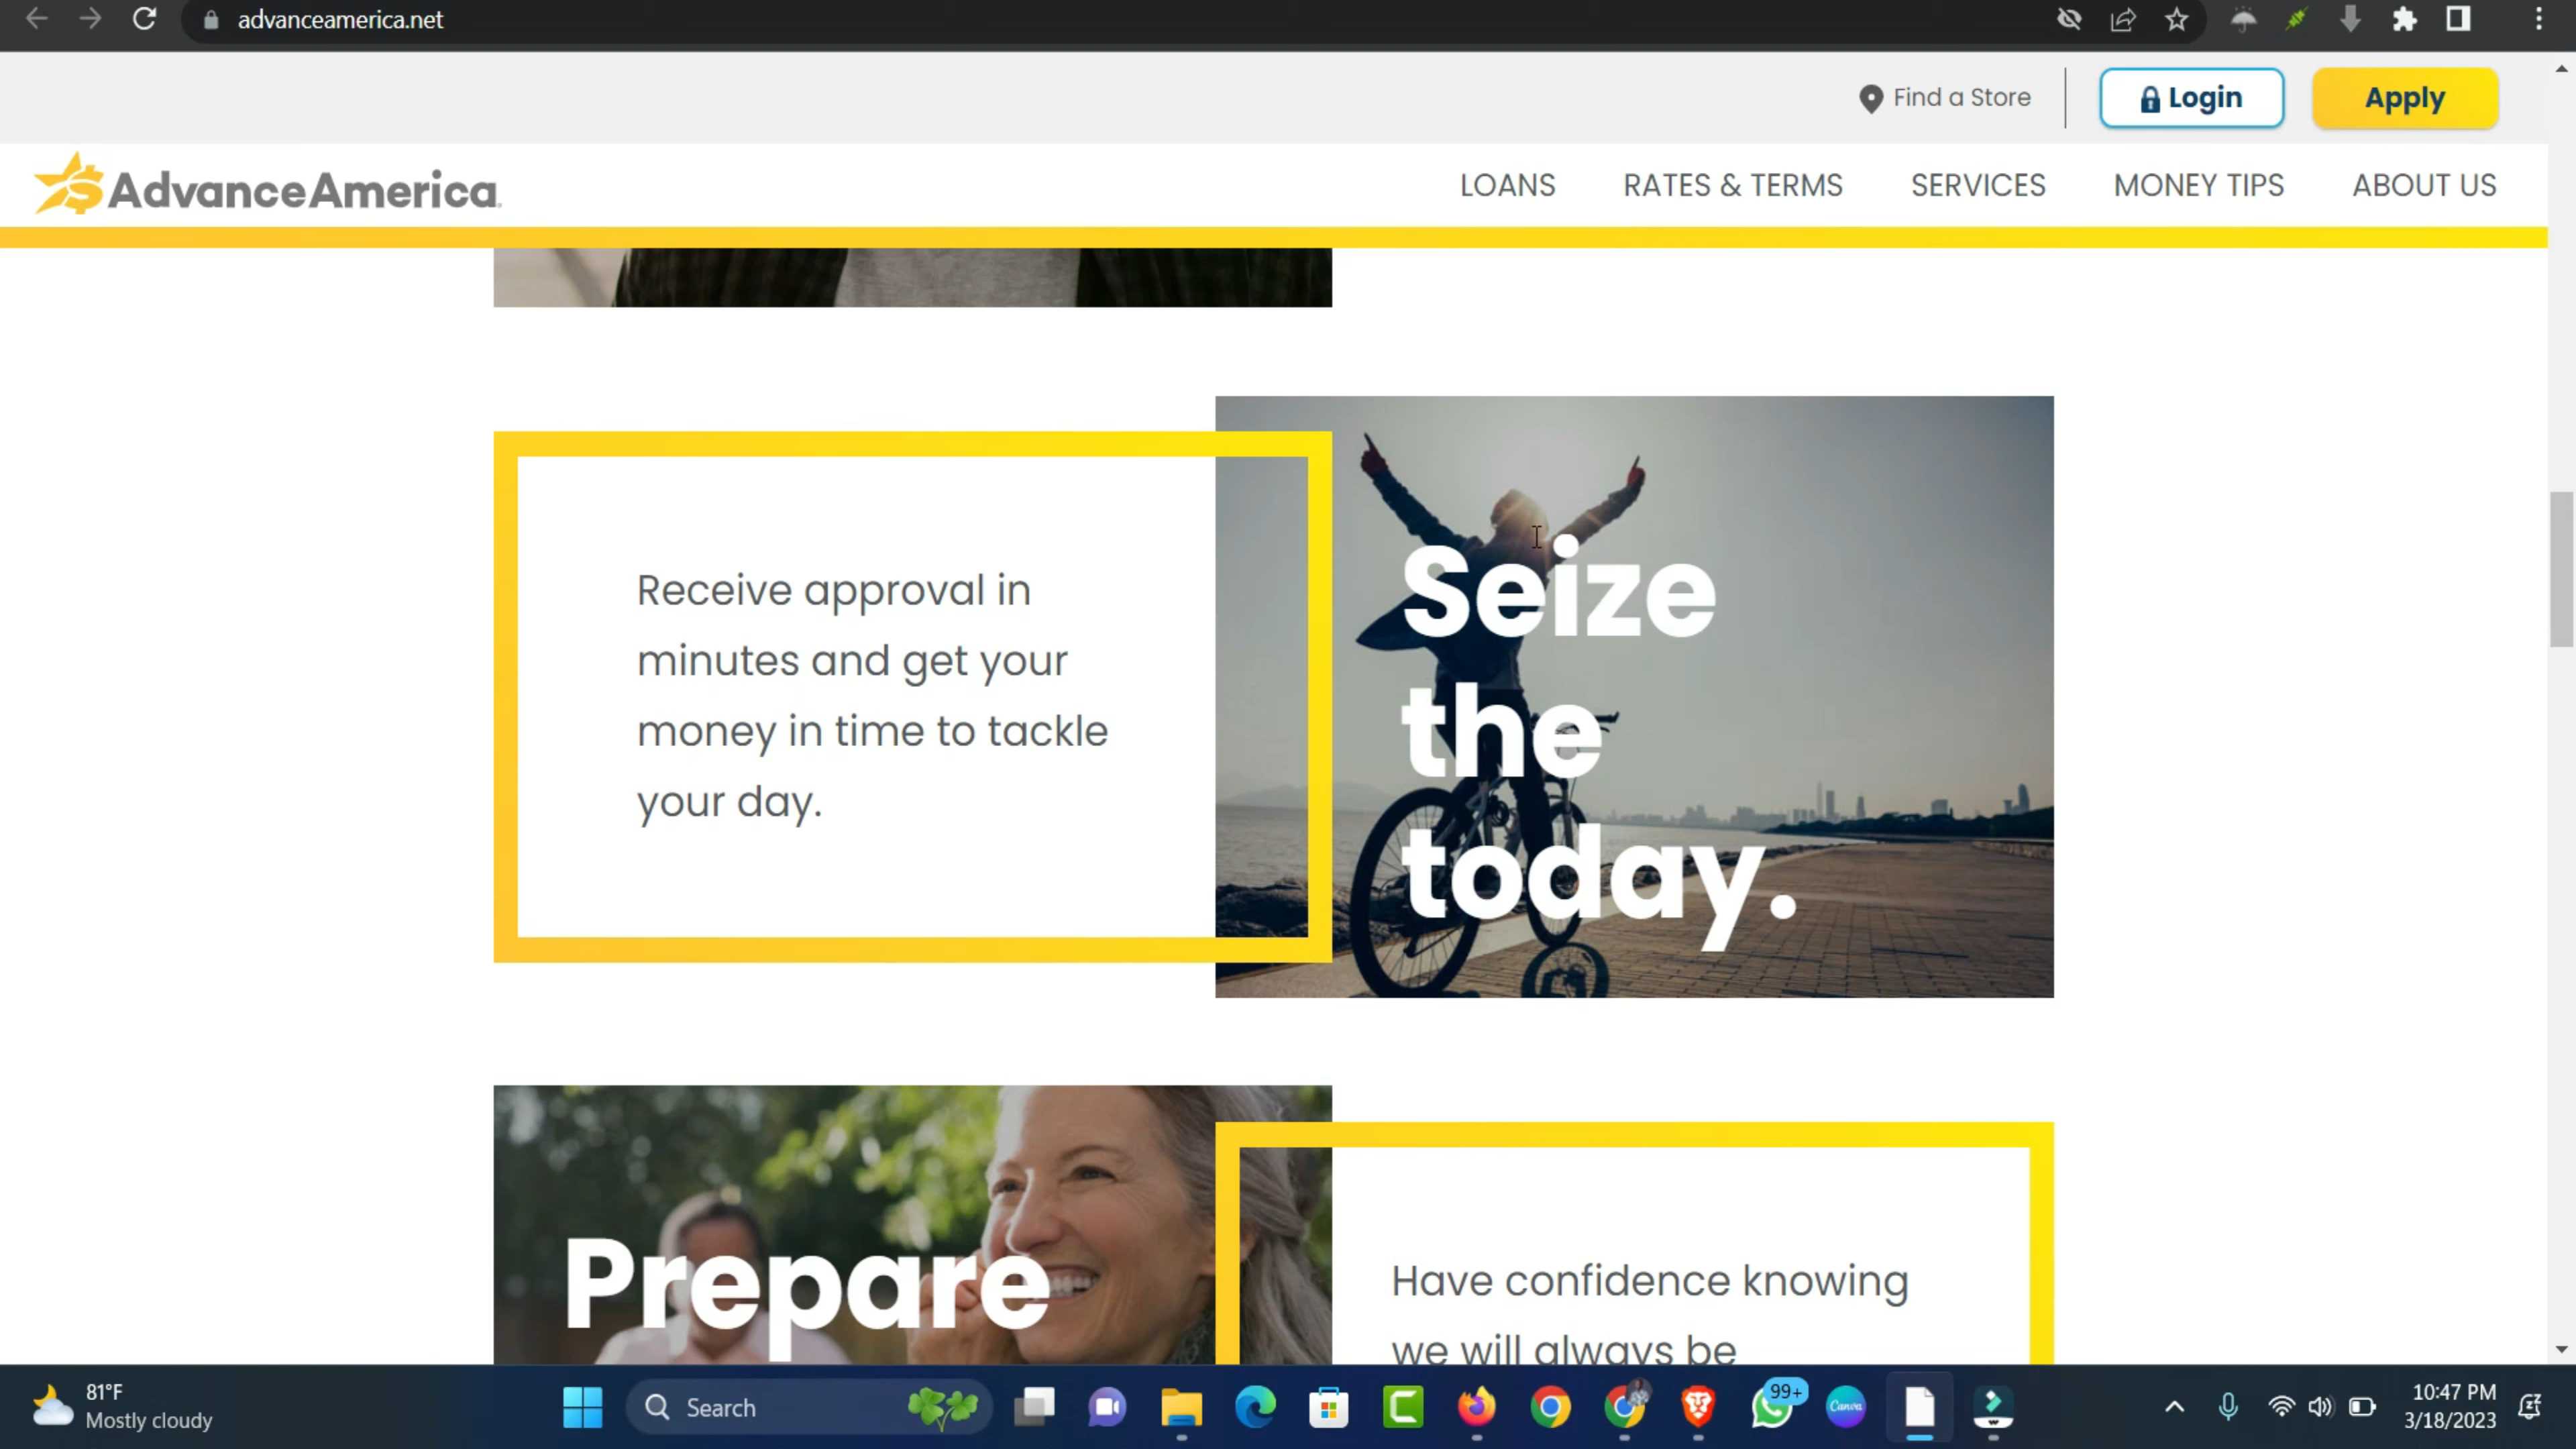 advanceamerica.net
Find a Store
Login
Apply
AdvanceAmerica
LOANS
RATES & TERMS
SERVICES
MONEY TIPS
ABOUT US
Receive approval in
minutes and get your
money in time to tackle
your day.
Seize
the
today.
Prepare
Have confidence knowing
we will always be
81°F
Mostly cloudy
Search
99+
Canva
10:47 PM
3/18/2023